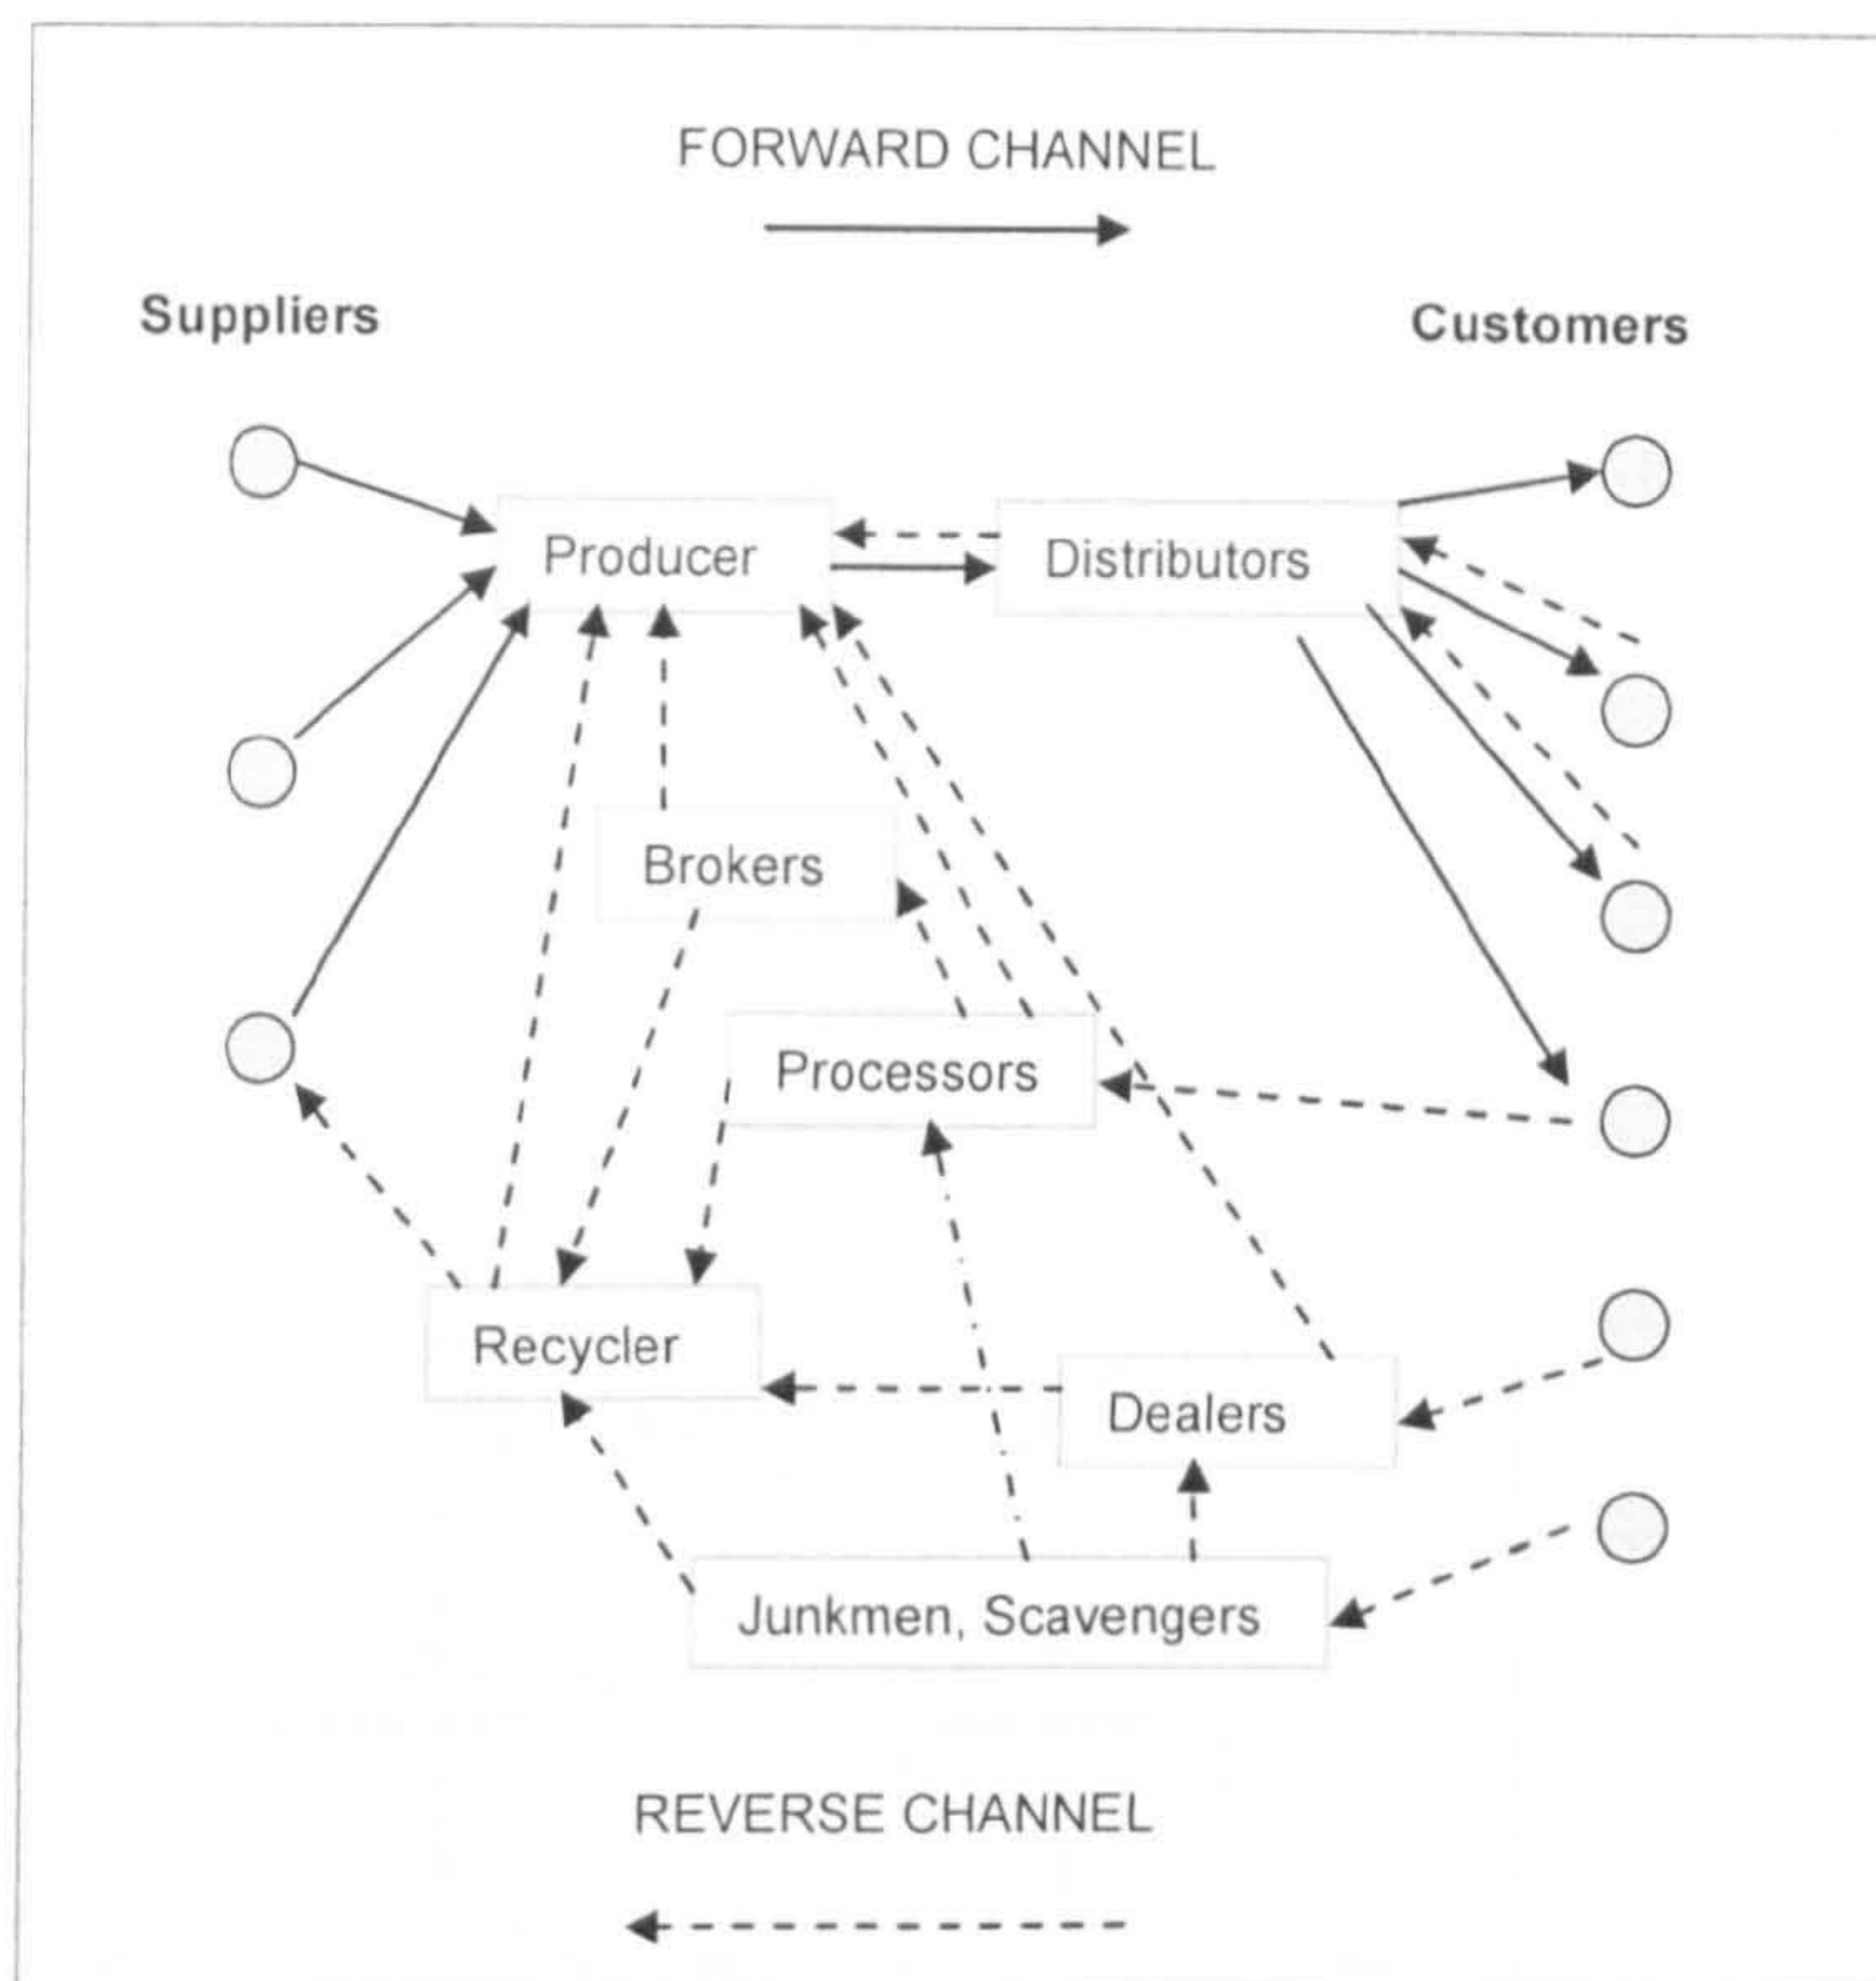 FORWARD CHANNEL
Suppliers
Customers
Producer
Distributors
Brokers
Processors
Recycler
Dealers
Junkmen, Scavengers
REVERSE CHANNEL